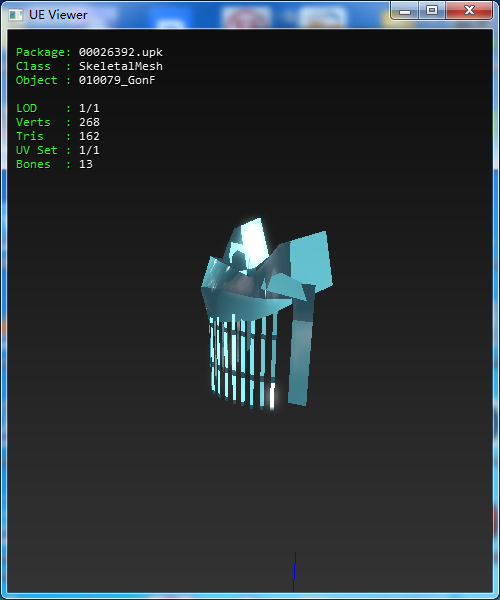 UE Viewer
Package: 00026392.upk
Class : SkeletalMesh
Object : 010079_GonF
LOD : 1/1
Verts : 268
Tris : 162
UV Set : 1/1
Bones : 13